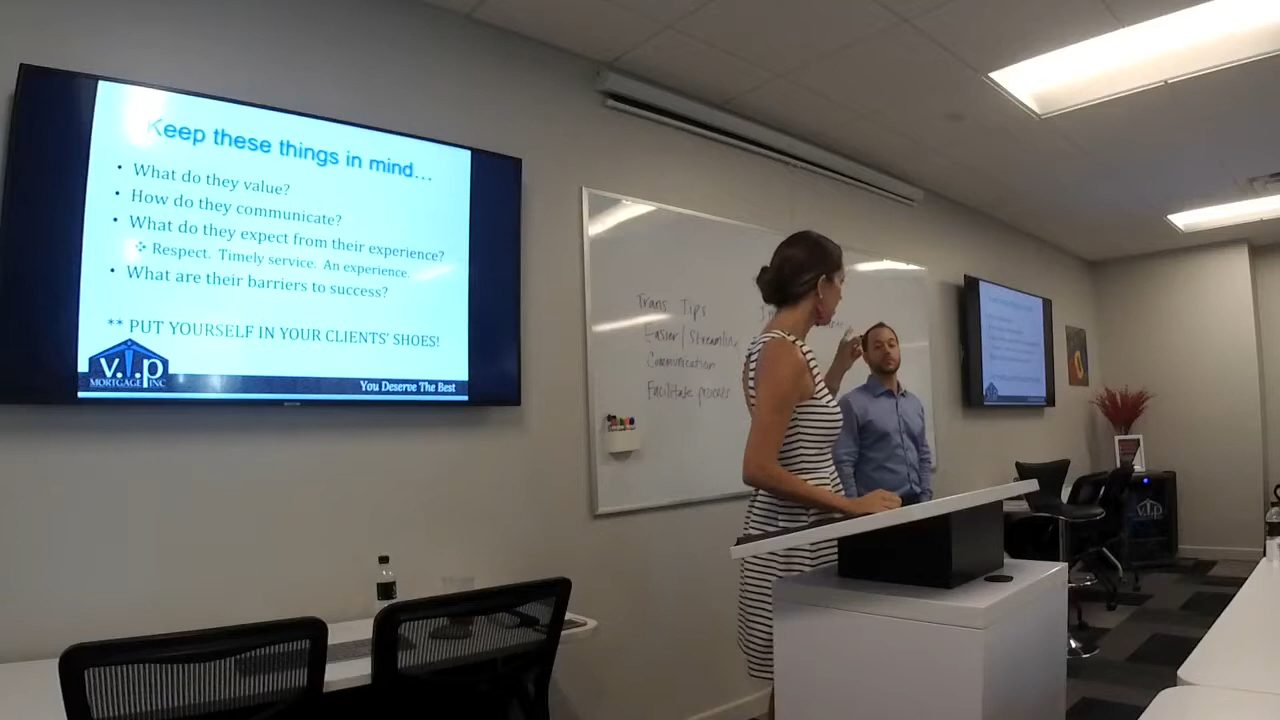 Keep these things in mind...
• What do they value?
• How do they communicate?
• What do they expect from their experience?
❖ Respect. Timely service. An experience.
• What are their barriers to success?
** PUT YOURSELF IN YOUR CLIENTS' SHOES!
v.i.p
MORTGAGE INC
You Deserve The Best
Trans Tips
Easier / Streamline
Communication
Facilitate process
v.i.p